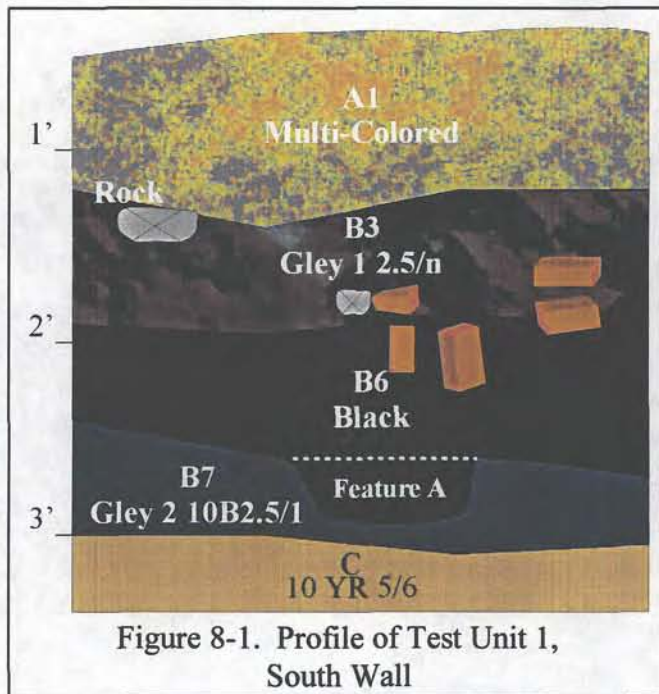 A1
Multi-Colored
1'
Rock
B3
Gley 1 2.5/n
2'
B6
Black
B7
Gley 2 10B2.5/1
Feature A
3'
C
10 YR 5/6
Figure 8-1. Profile of Test Unit 1,
South Wall